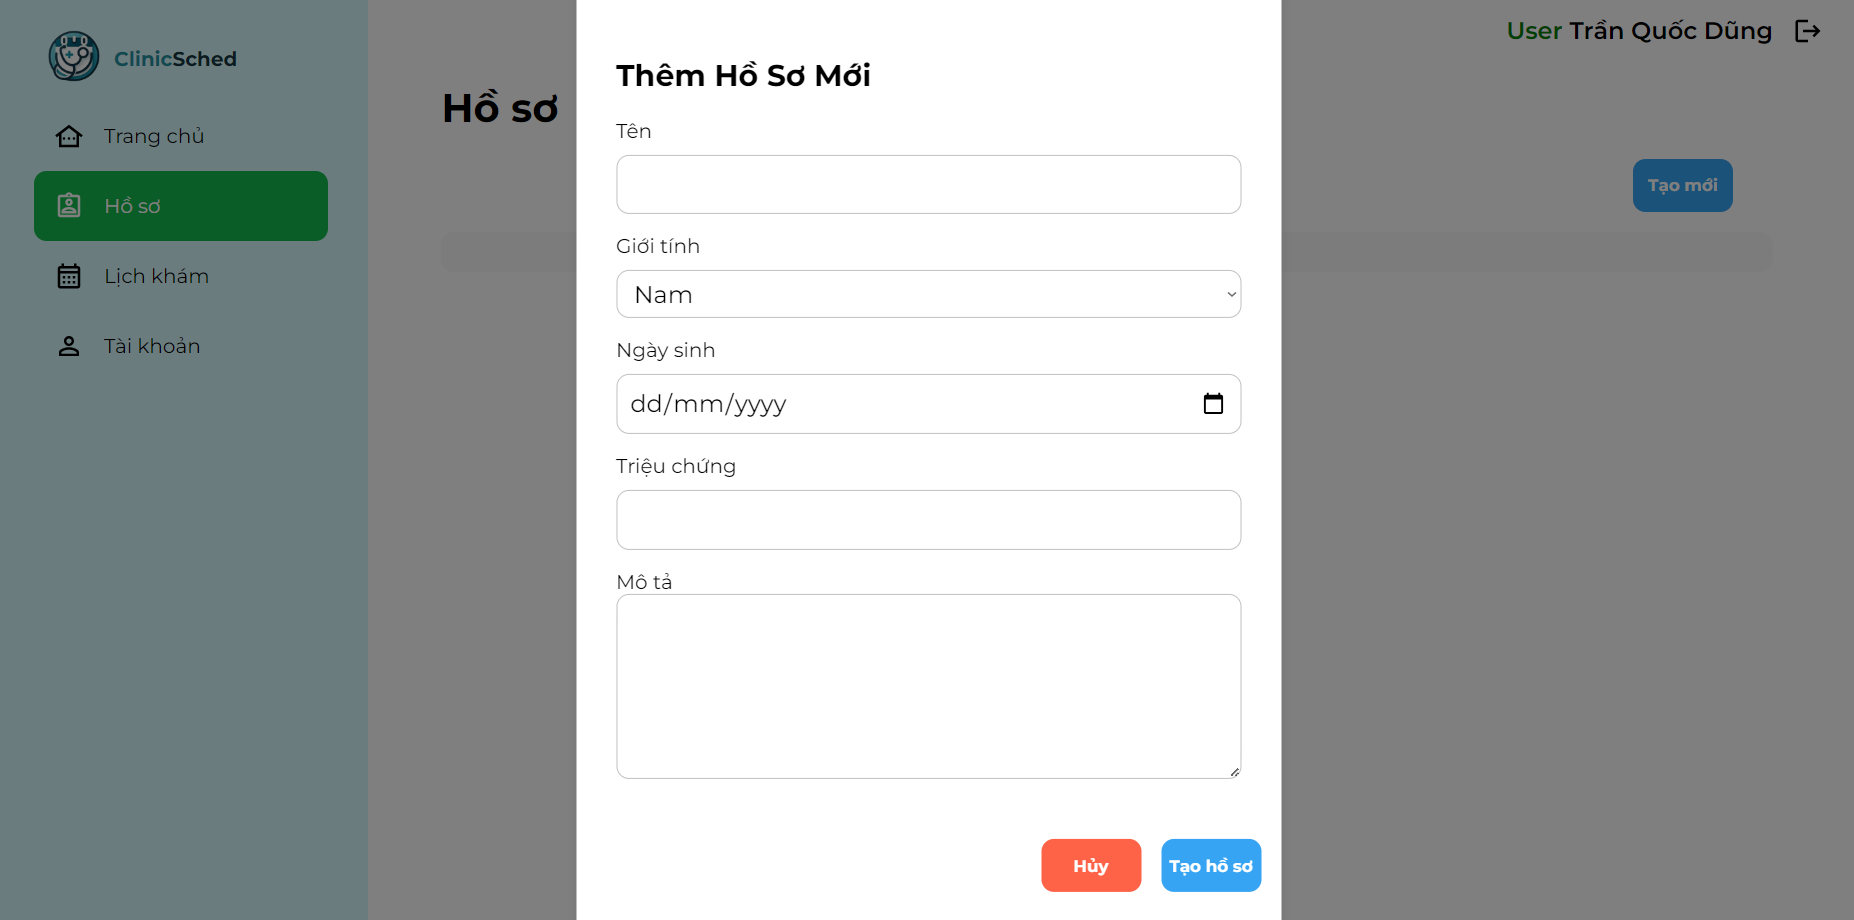 ClinicSched
Trang chủ
Hồ sơ
Lịch khám
Tài khoản
User Trần Quốc Dũng
Hồ sơ
Tạo mới
Thêm Hồ Sơ Mới
Tên
Giới tính
Nam
Ngày sinh
dd/mm/yyyy
Triệu chứng
Mô tả
Hủy
Tạo hồ sơ